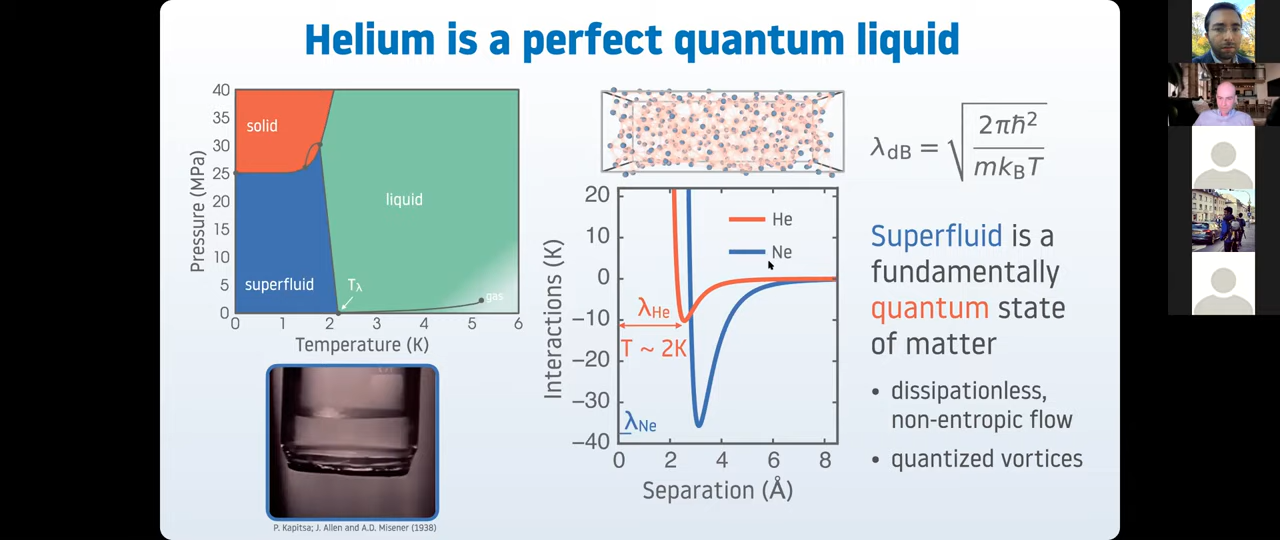 Helium is a perfect quantum liquid
40
35
30
25
20
15
10
5
0
Pressure (MPa)
solid
liquid
superfluid
Tλ
gas
0 1 2 3 4 5 6
Temperature (K)
P. Kapitsa; J. Allen and A.D. Misener (1938)
20
10
0
−10
−20
−30
−40
Interactions (K)
He
Ne
λHe
T ~ 2K
λNe
0 2 4 6 8
Separation (Å)
λdB = √(2πħ²/mkBT)
Superfluid is a
fundamentally
quantum state
of matter
• dissipationless,
non-entropic flow
• quantized vortices